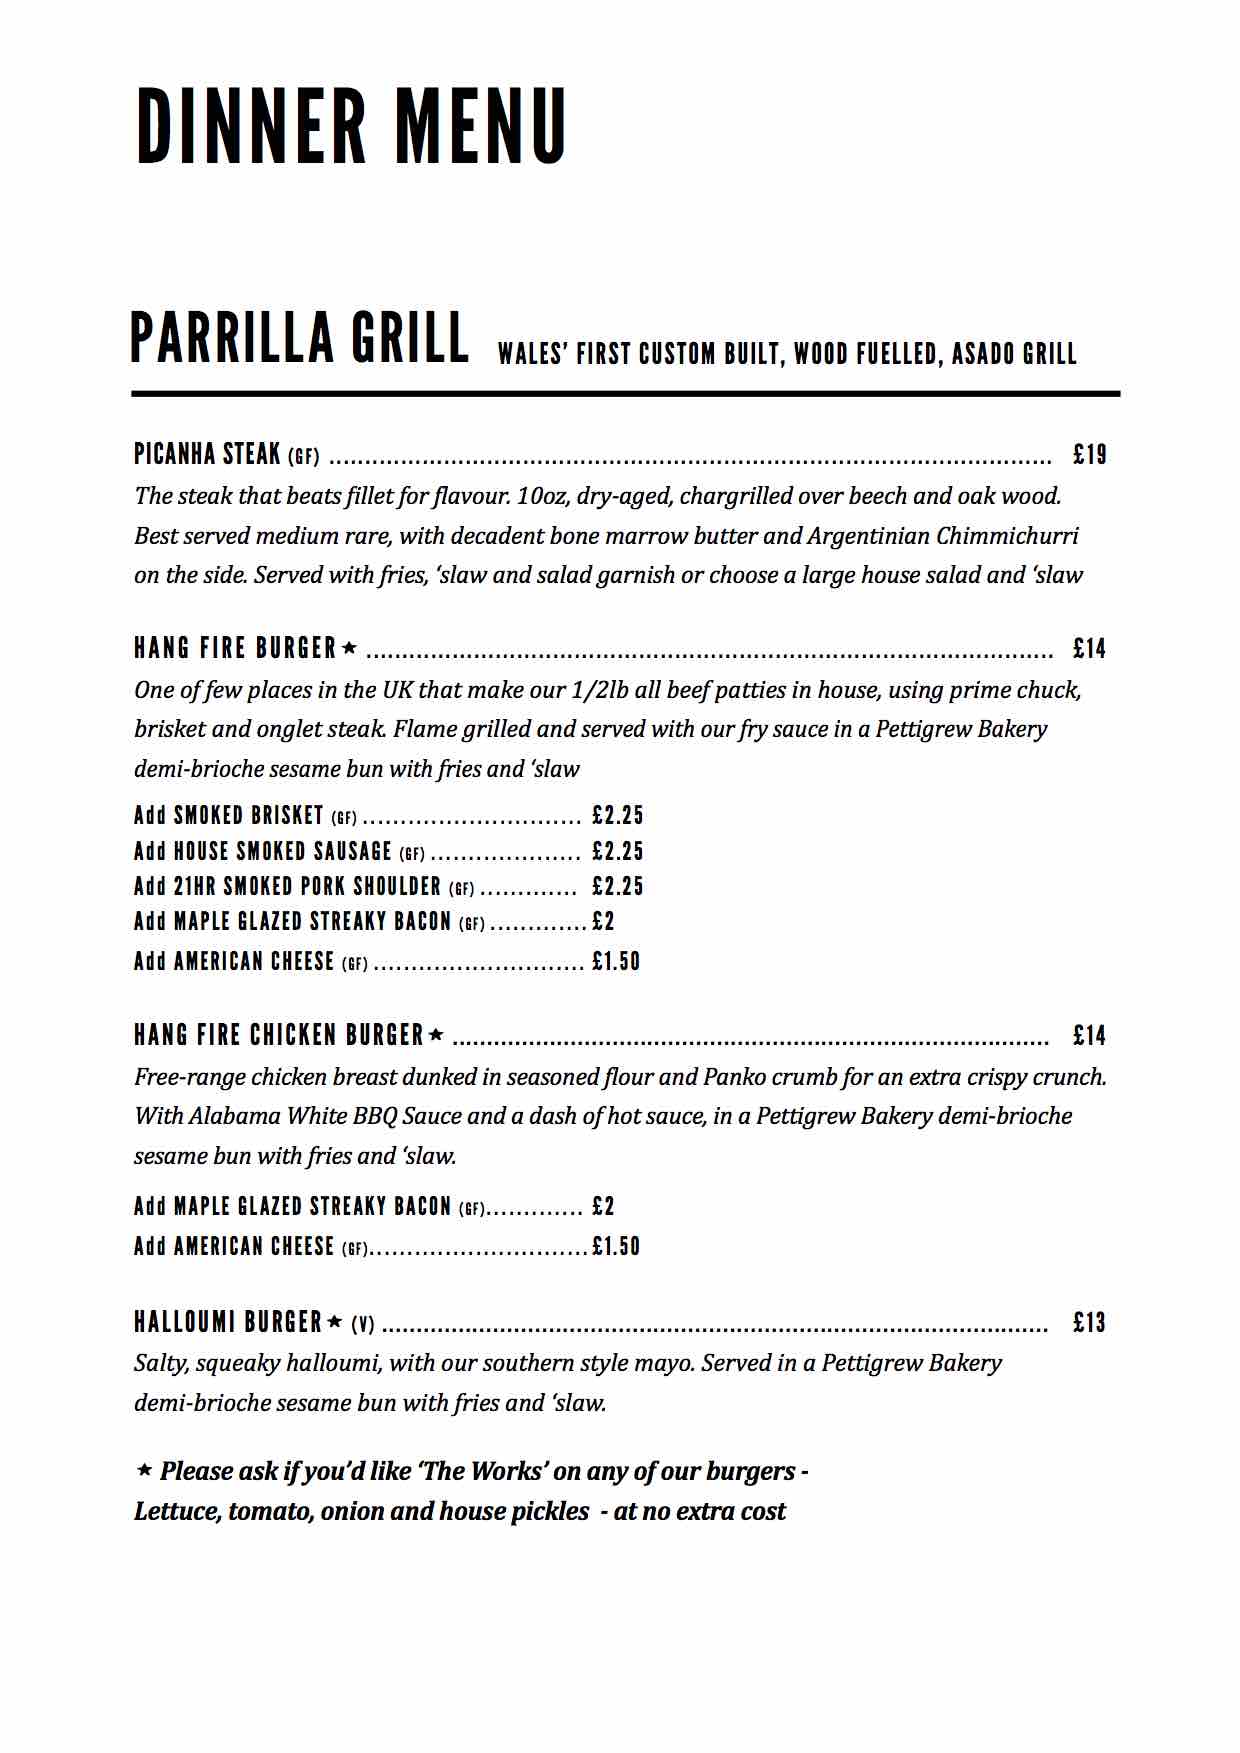 DINNER MENU
PARRILLA GRILL WALES' FIRST CUSTOM BUILT, WOOD FUELLED, ASADO GRILL
PICANHA STEAK (GF) .................................................................................................... £19
The steak that beats fillet for flavour. 10oz, dry-aged, chargrilled over beech and oak wood.
Best served medium rare, with decadent bone marrow butter and Argentinian Chimmichurri
on the side. Served with fries, ‘slaw and salad garnish or choose a large house salad and ‘slaw
HANG FIRE BURGER★ ................................................................................................ £14
One of few places in the UK that make our 1/2lb all beef patties in house, using prime chuck,
brisket and onglet steak. Flame grilled and served with our fry sauce in a Pettigrew Bakery
demi-brioche sesame bun with fries and ‘slaw
Add SMOKED BRISKET (GF) ............................. £2.25
Add HOUSE SMOKED SAUSAGE (GF) .................... £2.25
Add 21HR SMOKED PORK SHOULDER (GF) ............. £2.25
Add MAPLE GLAZED STREAKY BACON (GF) ............. £2
Add AMERICAN CHEESE (GF) ............................ £1.50
HANG FIRE CHICKEN BURGER★ ..................................................................................... £14
Free-range chicken breast dunked in seasoned flour and Panko crumb for an extra crispy crunch.
With Alabama White BBQ Sauce and a dash of hot sauce, in a Pettigrew Bakery demi-brioche
sesame bun with fries and ‘slaw.
Add MAPLE GLAZED STREAKY BACON (GF)............. £2
Add AMERICAN CHEESE (GF)............................. £1.50
HALLOUMI BURGER★ (V) ............................................................................................... £13
Salty, squeaky halloumi, with our southern style mayo. Served in a Pettigrew Bakery
demi-brioche sesame bun with fries and ‘slaw.
★ Please ask if you’d like ‘The Works’ on any of our burgers -
Lettuce, tomato, onion and house pickles - at no extra cost